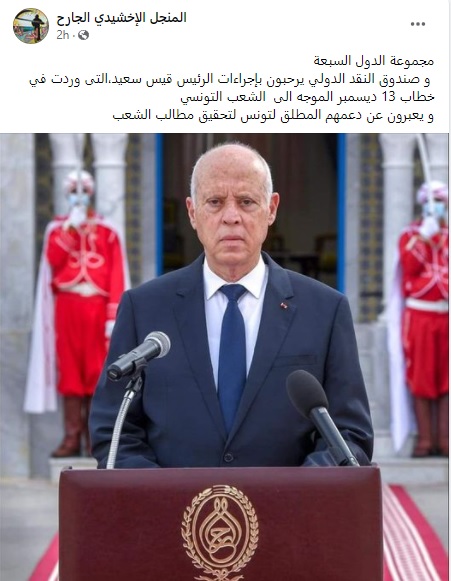 المنجل الإخشيدي الجارح
2h ·
مجموعة الدول السبعة
و صندوق النقد الدولي يرحبون بإجراءات الرئيس قيس سعيد،التى وردت في
خطاب 13 ديسمبر الموجه الى الشعب التونسي
و يعبرون عن دعمهم المطلق لتونس لتحقيق مطالب الشعب